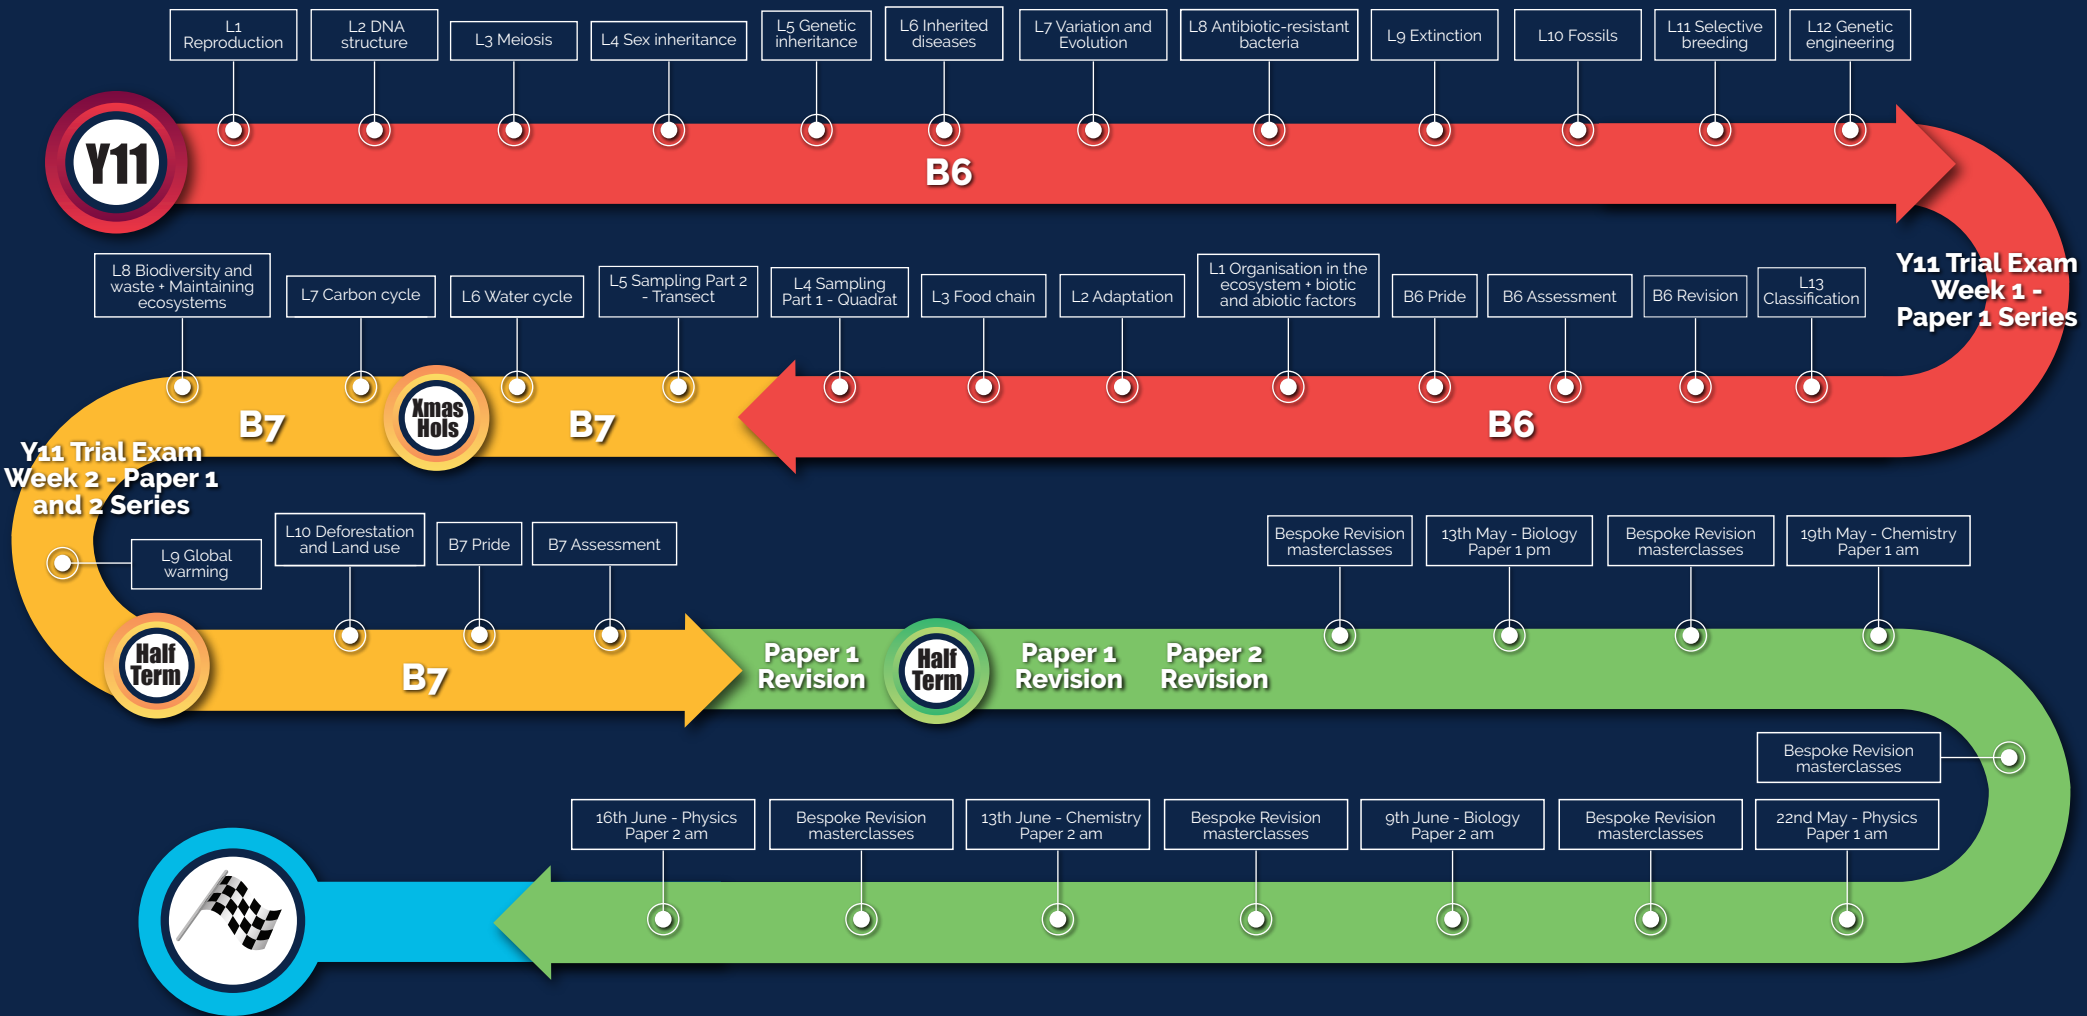 L1
Reproduction
L2 DNA
structure
L3 Meiosis
L4 Sex inheritance
L5 Genetic
inheritance
L6 Inherited
diseases
L7 Variation and
Evolution
L8 Antibiotic-resistant
bacteria
L9 Extinction
L10 Fossils
L11 Selective
breeding
L12 Genetic
engineering
Y11
B6
Y11 Trial Exam
Week 1 -
Paper 1 Series
L13
Classification
B6 Revision
B6 Assessment
B6 Pride
L1 Organisation in the
ecosystem + biotic
and abiotic factors
L2 Adaptation
L3 Food chain
L4 Sampling
Part 1 - Quadrat
L5 Sampling Part 2
- Transect
L6 Water cycle
L7 Carbon cycle
L8 Biodiversity and
waste + Maintaining
ecosystems
B6
B7
Xmas
Hols
B7
Y11 Trial Exam
Week 2 - Paper 1
and 2 Series
L9 Global
warming
Half
Term
L10 Deforestation
and Land use
B7 Pride
B7 Assessment
B7
Paper 1
Revision
Half
Term
Paper 1
Revision
Paper 2
Revision
Bespoke Revision
masterclasses
13th May - Biology
Paper 1 pm
Bespoke Revision
masterclasses
19th May - Chemistry
Paper 1 am
Bespoke Revision
masterclasses
22nd May - Physics
Paper 1 am
Bespoke Revision
masterclasses
9th June - Biology
Paper 2 am
Bespoke Revision
masterclasses
13th June - Chemistry
Paper 2 am
Bespoke Revision
masterclasses
16th June - Physics
Paper 2 am